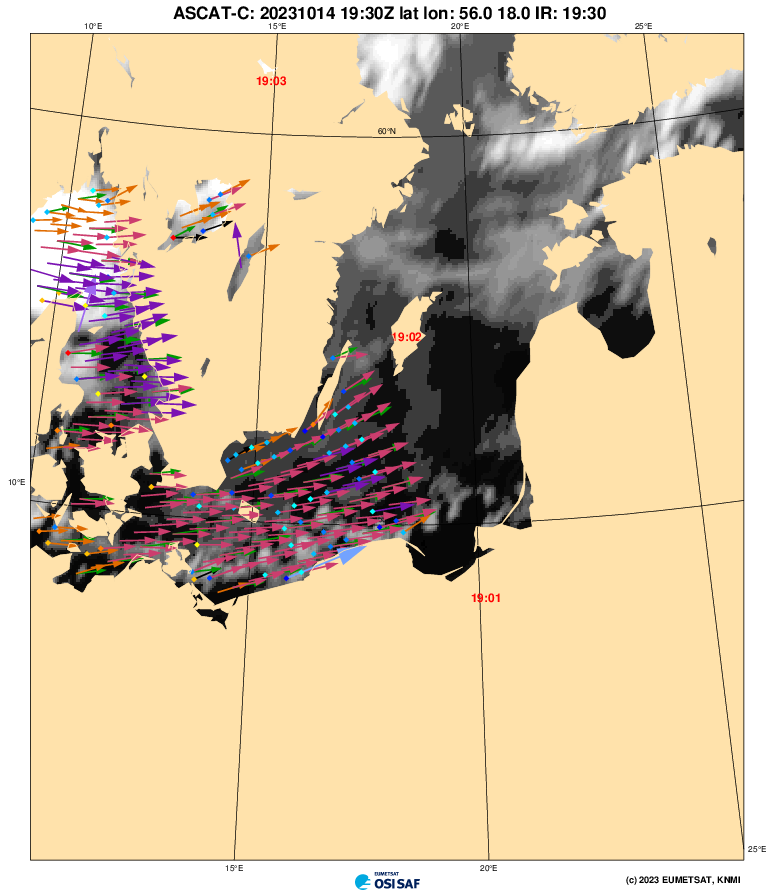 ASCAT-C: 20231014 19:30Z lat lon: 56.0 18.0 IR: 19:30
10°E 15°E 20°E 25°E
19:03
60°N
19:02
10°E
19:01
25°E
15°E 20°E
EUMETSAT
OSI SAF
(c) 2023 EUMETSAT, KNMI